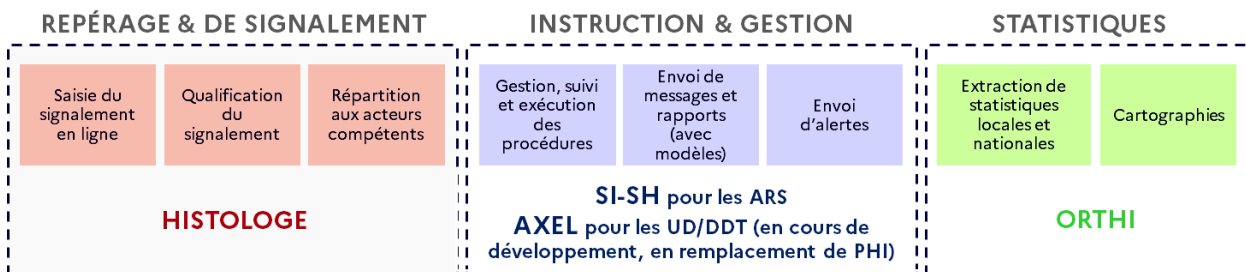 REPÉRAGE & DE SIGNALEMENT
Saisie du
signalement
en ligne
Qualification
du
signalement
Répartition
aux acteurs
compétents
HISTOLOGE
INSTRUCTION & GESTION
Gestion, suivi
et exécution
des
procédures
Envoi de
messages et
rapports
(avec
modèles)
Envoi
d’alertes
SI-SH pour les ARS
AXEL pour les UD/DDT (en cours de
développement, en remplacement de PHI)
STATISTIQUES
Extraction de
statistiques
locales et
nationales
Cartographies
ORTHI